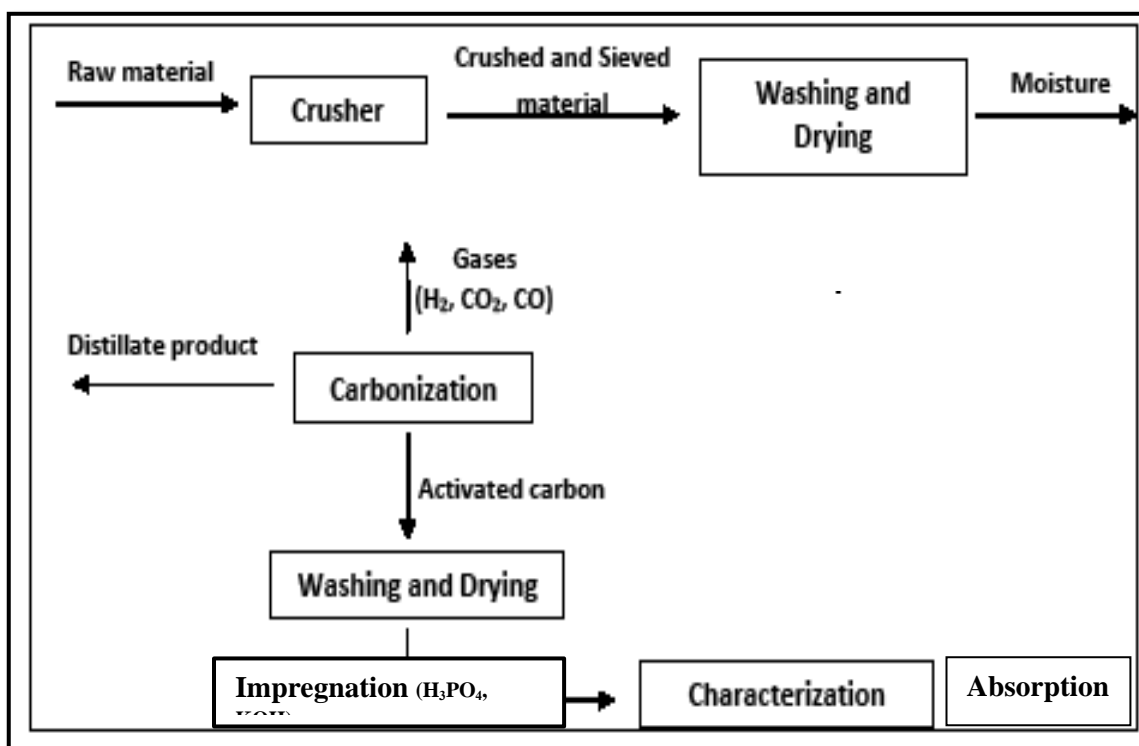 Raw material
Crusher
Crushed and Sieved
material
Washing and
Drying
Moisture
Gases
(H₂, CO₂, CO)
Distillate product
Carbonization
Activated carbon
Washing and Drying
Impregnation (H₃PO₄,
Characterization
Absorption